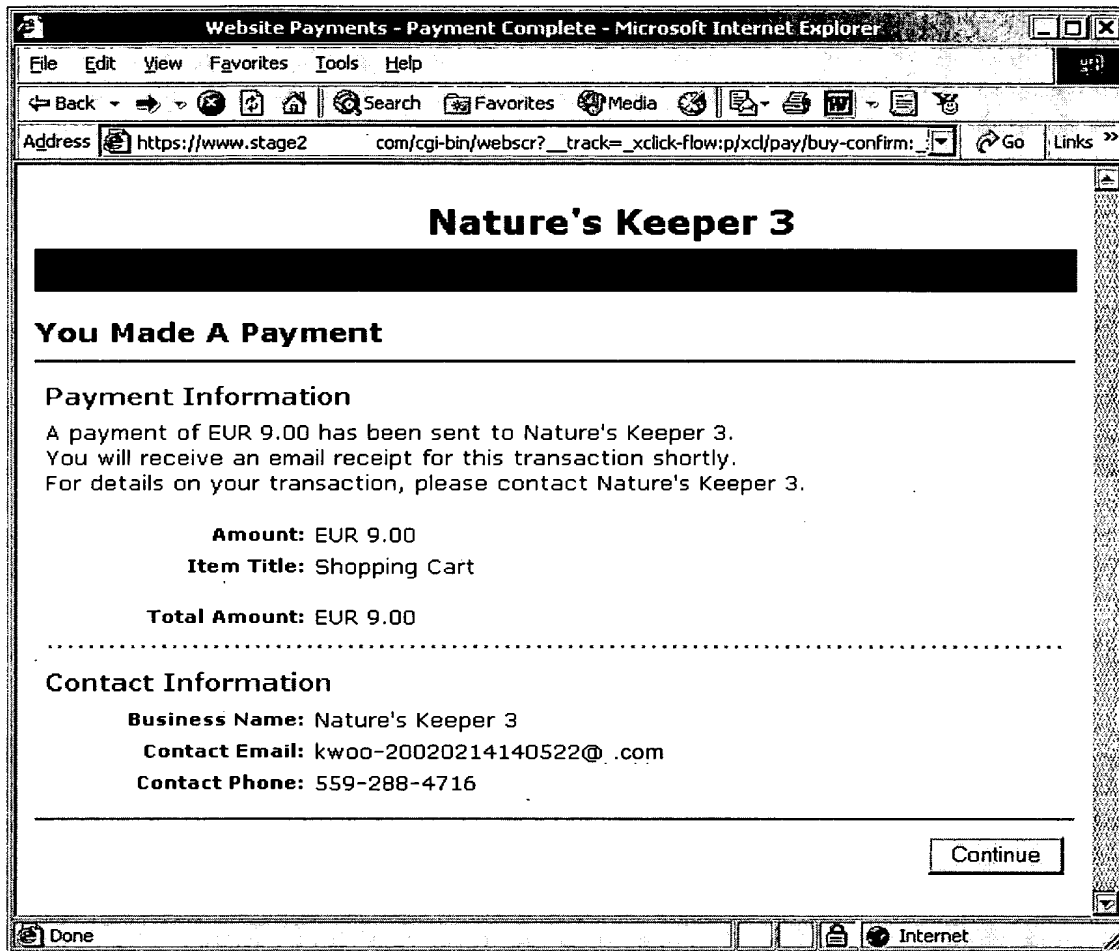 Website Payments - Payment Complete - Microsoft Internet Explorer
File Edit View Favorites Tools Help
Back Search Favorites Media
Address https://www.stage2 com/cgi-bin/webscr?__track=_xclick-flow:p/xcl/pay/buy-confirm:_ Go Links »
Nature's Keeper 3
You Made A Payment
Payment Information
A payment of EUR 9.00 has been sent to Nature's Keeper 3.
You will receive an email receipt for this transaction shortly.
For details on your transaction, please contact Nature's Keeper 3.
Amount: EUR 9.00
Item Title: Shopping Cart
Total Amount: EUR 9.00
Contact Information
Business Name: Nature's Keeper 3
Contact Email: kwoo-20020214140522@ .com
Contact Phone: 559-288-4716
Continue
Done Internet